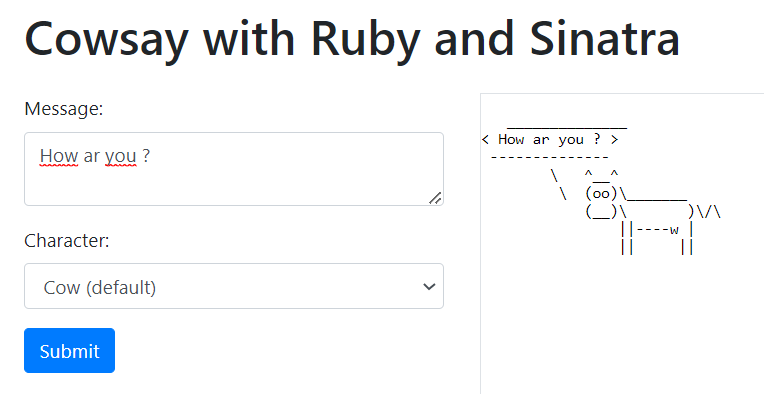 Cowsay with Ruby and Sinatra
Message:
How ar you ?
Character:
Cow (default)
Submit
 ______________
< How ar you ? >
 --------------
        \   ^__^
         \  (oo)\_______
            (__)\       )\/\
                ||----w |
                ||     ||